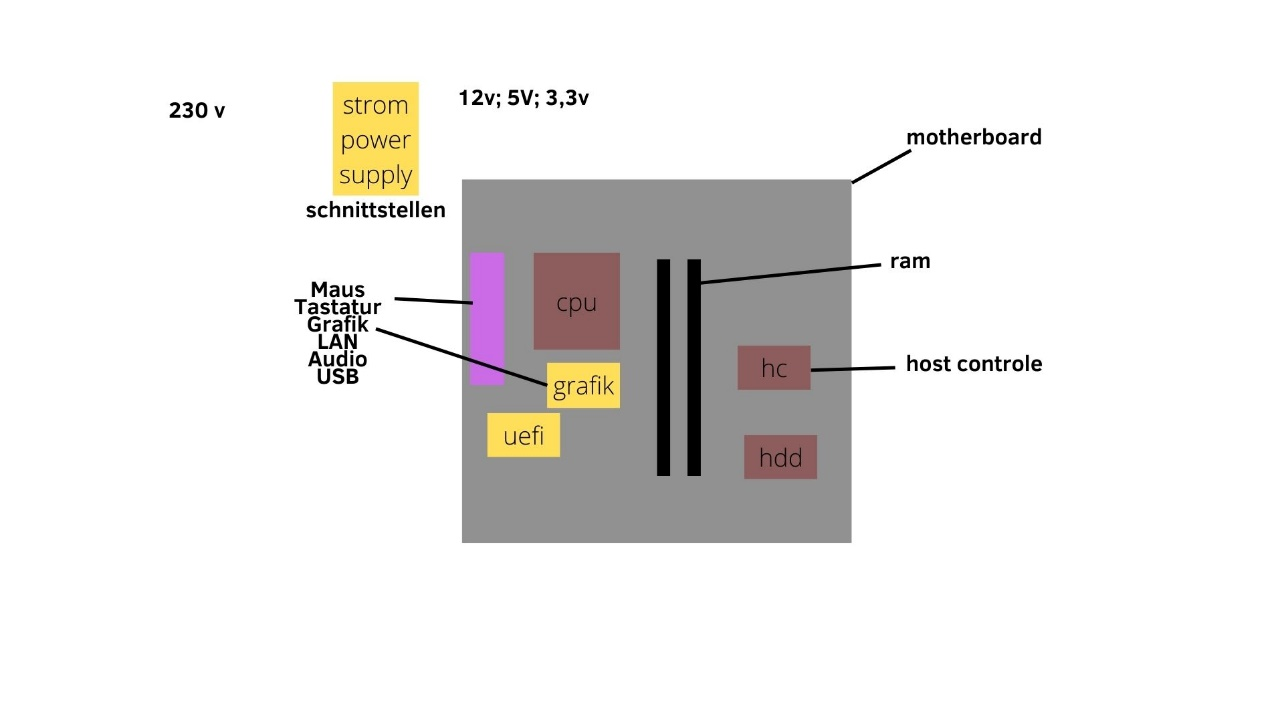 230 v
strom
power
supply
12v; 5V; 3,3v
motherboard
schnittstellen
ram
Maus
Tastatur
Grafik
LAN
Audio
USB
cpu
grafik
uefi
hc
host controle
hdd